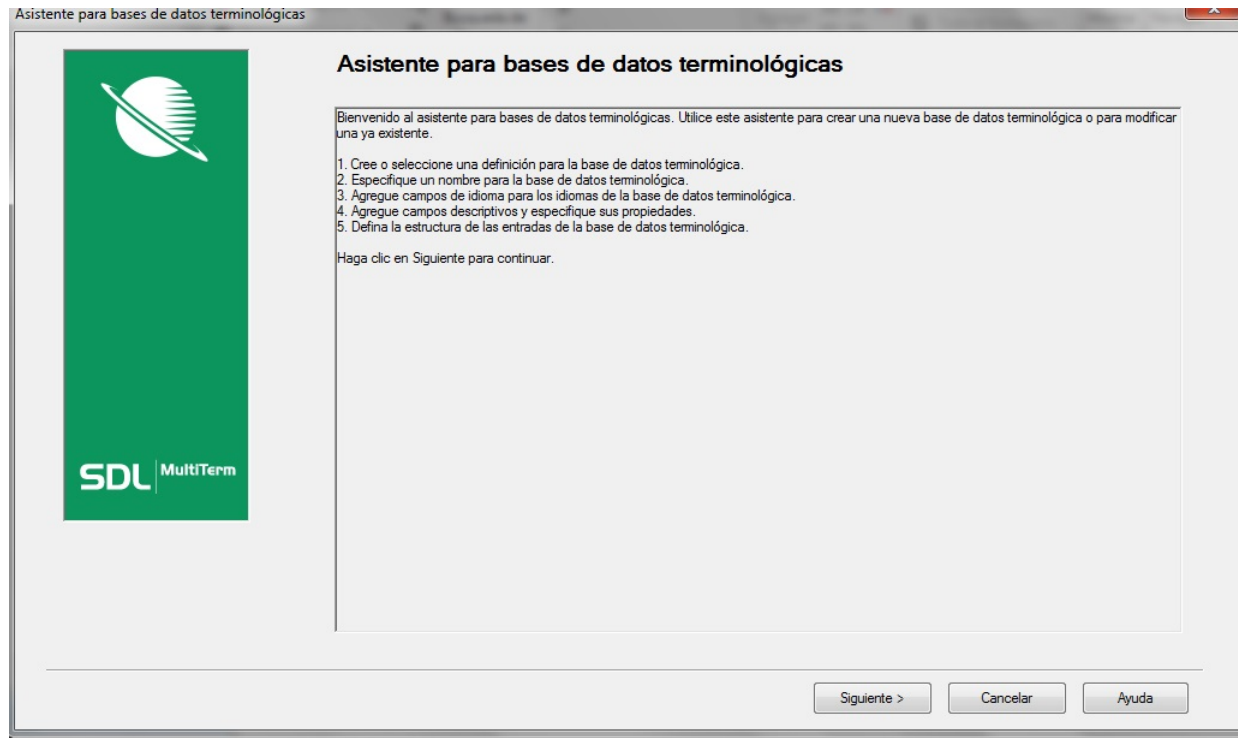 Asistente para bases de datos terminológicas
Asistente para bases de datos terminológicas
Bienvenido al asistente para bases de datos terminológicas. Utilice este asistente para crear una nueva base de datos terminológica o para modificar
una ya existente.
1. Cree o seleccione una definición para la base de datos terminológica.
2. Especifique un nombre para la base de datos terminológica.
3. Agregue campos de idioma para los idiomas de la base de datos terminológica.
4. Agregue campos descriptivos y especifique sus propiedades.
5. Defina la estructura de las entradas de la base de datos terminológica.
Haga clic en Siguiente para continuar.
SDL MultiTerm
Siguiente >
Cancelar
Ayuda